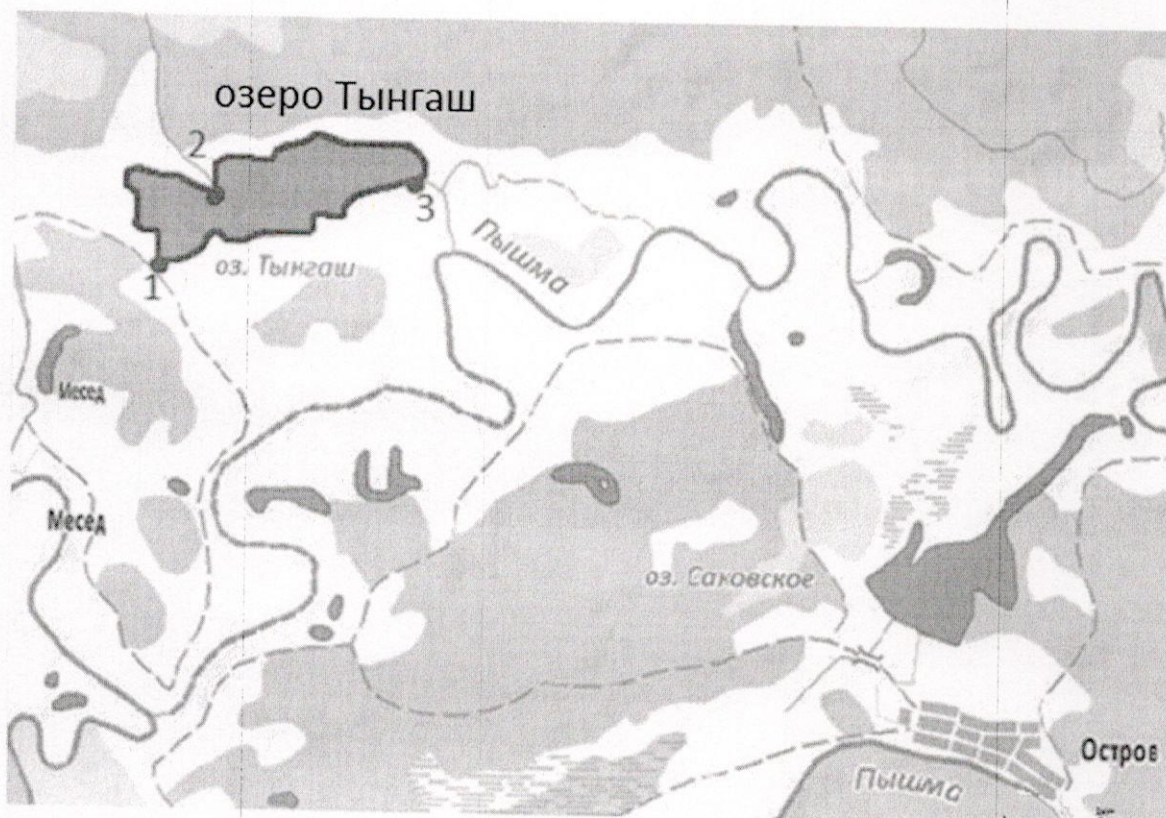 озеро Тынгаш
2
3
Пышма
оз. Тынгаш
1
Месед
Месед
оз. Саковское
Остров
Пышма